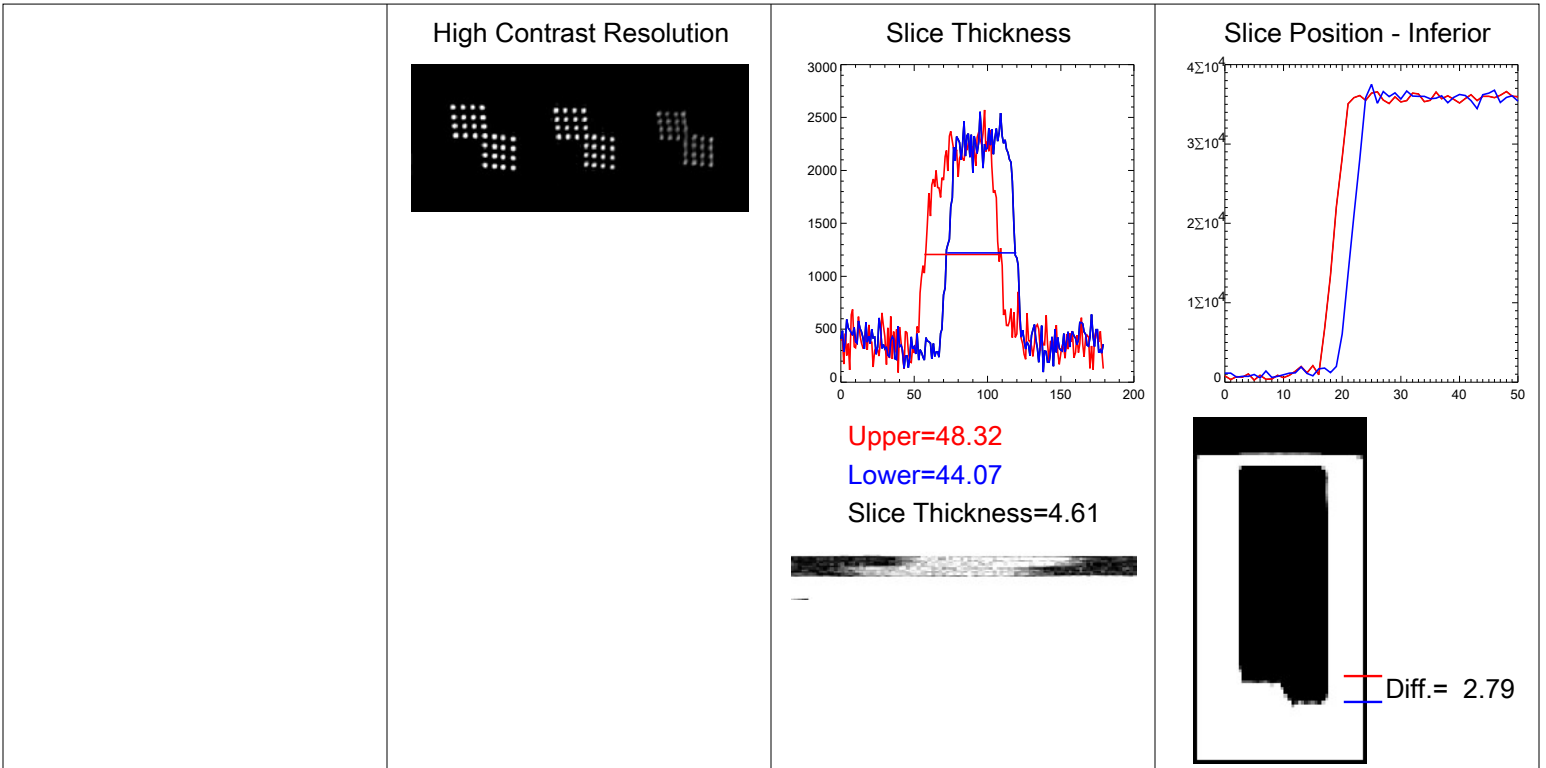 High Contrast Resolution
Slice Thickness
3000
2500
2000
1500
1000
500
0
0 50 100 150 200
Upper=48.32
Lower=44.07
Slice Thickness=4.61
Slice Position - Inferior
4Σ10⁴
3Σ10⁴
2Σ10⁴
1Σ10⁴
0
0 10 20 30 40 50
Diff.= 2.79